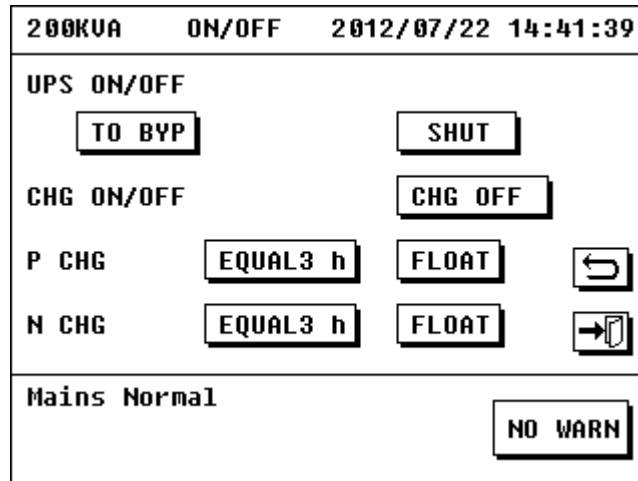 200KVA ON/OFF 2012/07/22 14:41:39
UPS ON/OFF
TO BYP SHUT
CHG ON/OFF CHG OFF
P CHG EQUAL3 h FLOAT
N CHG EQUAL3 h FLOAT
Mains Normal
NO WARN